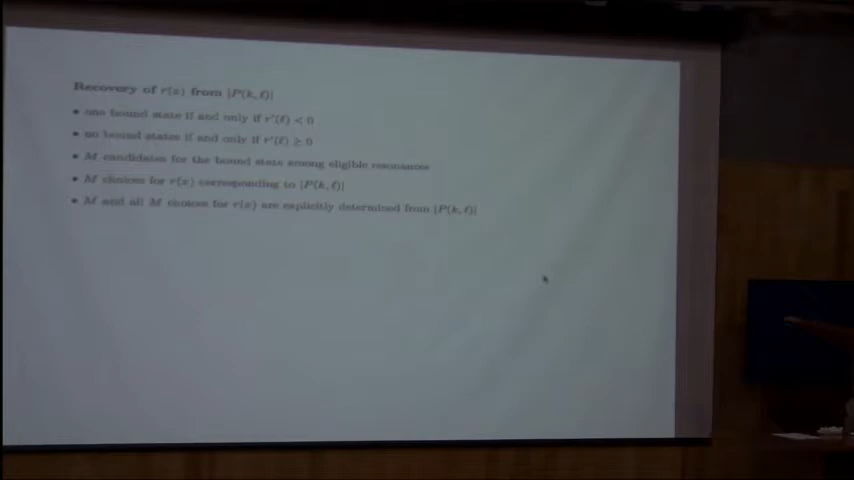 Recovery of r(x) from |P(k, ℓ)|
• one bound state if and only if r′(ℓ) < 0
• no bound states if and only if r′(ℓ) ≥ 0
• M candidates for the bound state among eligible resonances
• M choices for r(x) corresponding to |P(k, ℓ)|
• M and all M choices for r(x) are explicitly determined from |P(k, ℓ)|